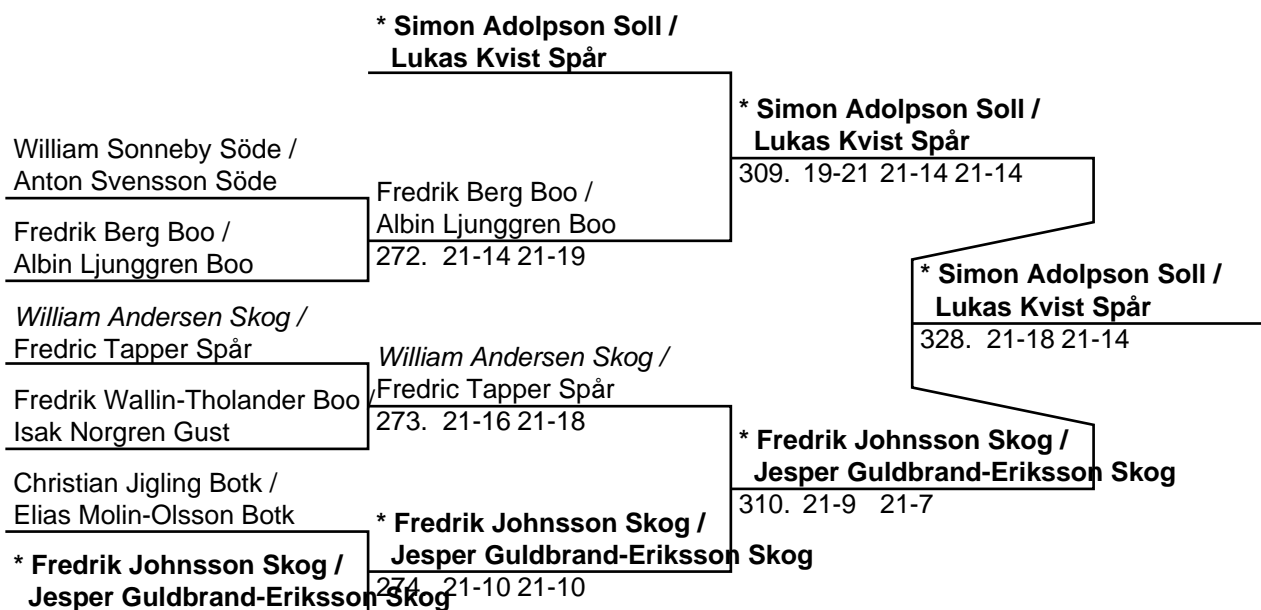 * Simon Adolpson Soll /
Lukas Kvist Spår
* Simon Adolpson Soll /
Lukas Kvist Spår
309. 19-21 21-14 21-14
William Sonneby Söde /
Anton Svensson Söde
Fredrik Berg Boo /
Albin Ljunggren Boo
Fredrik Berg Boo /
Albin Ljunggren Boo
272. 21-14 21-19
* Simon Adolpson Soll /
Lukas Kvist Spår
328. 21-18 21-14
William Andersen Skog /
Fredric Tapper Spår
William Andersen Skog /
Fredric Tapper Spår
273. 21-16 21-18
Fredrik Wallin-Tholander Boo /
Isak Norgren Gust
* Fredrik Johnsson Skog /
Jesper Guldbrand-Eriksson Skog
310. 21-9 21-7
Christian Jigling Botk /
Elias Molin-Olsson Botk
* Fredrik Johnsson Skog /
Jesper Guldbrand-Eriksson Skog
274. 21-10 21-10
* Fredrik Johnsson Skog /
Jesper Guldbrand-Eriksson Skog